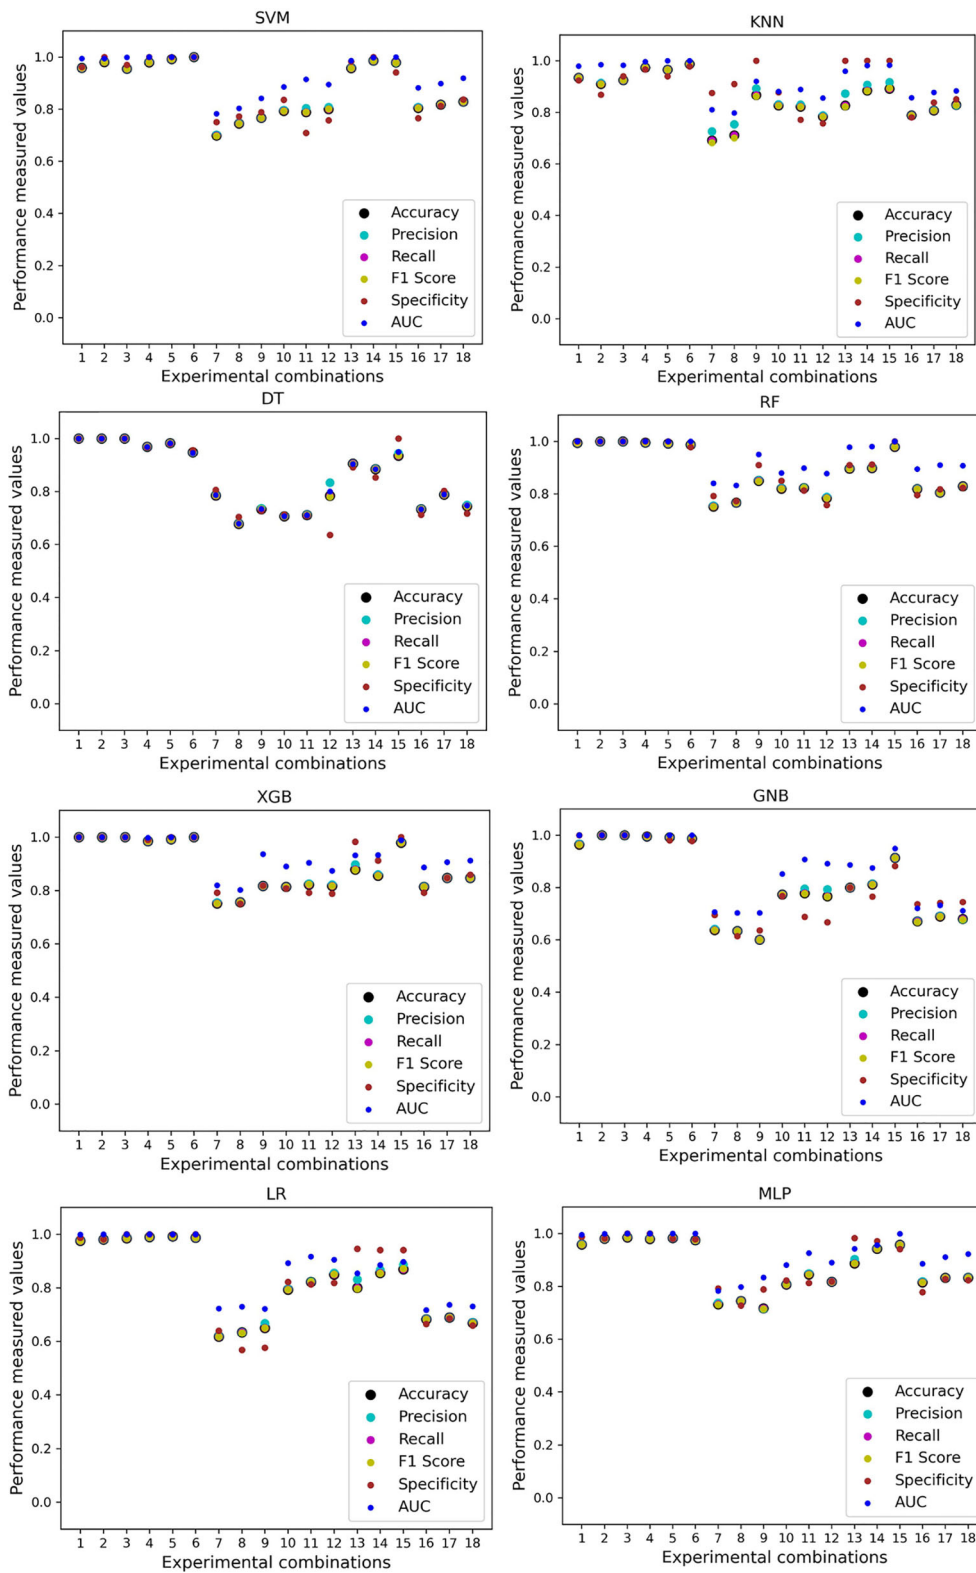 SVM
1.0
0.8
0.6
0.4
0.2
0.0
Performance measured values
Accuracy
Precision
Recall
F1 Score
Specificity
AUC
1 2 3 4 5 6 7 8 9 10 11 12 13 14 15 16 17 18
Experimental combinations
KNN
1.0
0.8
0.6
0.4
0.2
0.0
Performance measured values
Accuracy
Precision
Recall
F1 Score
Specificity
AUC
1 2 3 4 5 6 7 8 9 10 11 12 13 14 15 16 17 18
Experimental combinations
DT
1.0
0.8
0.6
0.4
0.2
0.0
Performance measured values
Accuracy
Precision
Recall
F1 Score
Specificity
AUC
1 2 3 4 5 6 7 8 9 10 11 12 13 14 15 16 17 18
Experimental combinations
RF
1.0
0.8
0.6
0.4
0.2
0.0
Performance measured values
Accuracy
Precision
Recall
F1 Score
Specificity
AUC
1 2 3 4 5 6 7 8 9 10 11 12 13 14 15 16 17 18
Experimental combinations
XGB
1.0
0.8
0.6
0.4
0.2
0.0
Performance measured values
Accuracy
Precision
Recall
F1 Score
Specificity
AUC
1 2 3 4 5 6 7 8 9 10 11 12 13 14 15 16 17 18
Experimental combinations
GNB
1.0
0.8
0.6
0.4
0.2
0.0
Performance measured values
Accuracy
Precision
Recall
F1 Score
Specificity
AUC
1 2 3 4 5 6 7 8 9 10 11 12 13 14 15 16 17 18
Experimental combinations
LR
1.0
0.8
0.6
0.4
0.2
0.0
Performance measured values
Accuracy
Precision
Recall
F1 Score
Specificity
AUC
1 2 3 4 5 6 7 8 9 10 11 12 13 14 15 16 17 18
Experimental combinations
MLP
1.0
0.8
0.6
0.4
0.2
0.0
Performance measured values
Accuracy
Precision
Recall
F1 Score
Specificity
AUC
1 2 3 4 5 6 7 8 9 10 11 12 13 14 15 16 17 18
Experimental combinations